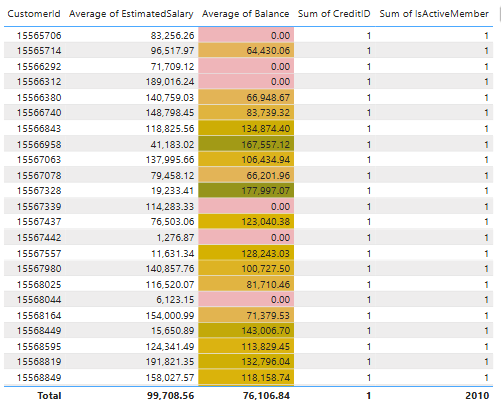 CustomerId Average of EstimatedSalary Average of Balance Sum of CreditID Sum of IsActiveMember
15565706 83,256.26 0.00 1 1
15565714 96,517.97 64,430.06 1 1
15566292 71,709.12 0.00 1 1
15566312 189,016.24 0.00 1 1
15566380 140,759.03 66,948.67 1 1
15566740 148,798.45 83,739.32 1 1
15566843 118,825.56 134,874.40 1 1
15566958 41,183.02 167,557.12 1 1
15567063 137,995.66 106,434.94 1 1
15567078 79,458.12 66,201.96 1 1
15567328 19,233.41 177,997.07 1 1
15567339 114,283.33 0.00 1 1
15567437 76,503.06 123,040.38 1 1
15567442 1,276.87 0.00 1 1
15567557 11,631.34 128,243.03 1 1
15567980 140,857.76 100,727.50 1 1
15568025 116,520.07 81,710.46 1 1
15568044 6,123.15 0.00 1 1
15568164 154,000.99 71,379.53 1 1
15568449 15,650.89 143,006.70 1 1
15568595 124,341.49 113,829.45 1 1
15568819 191,821.35 132,796.04 1 1
15568849 158,027.57 118,158.74 1 1
Total 99,708.56 76,106.84 1 2010